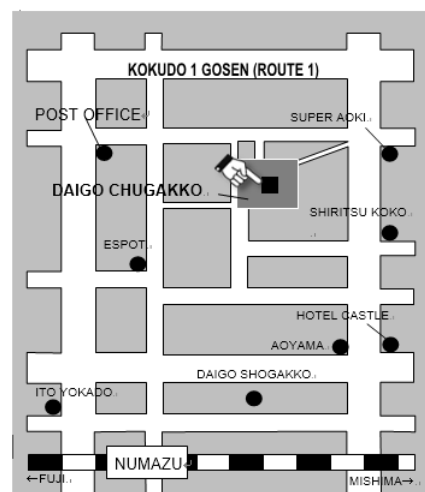 KOKUDO 1 GOSEN (ROUTE 1)
POST OFFICE
SUPER AOKI
DAIGO CHUGAKKO
SHIRITSU KOKO
ESPOT
HOTEL CASTLE
AOYAMA
DAIGO SHOGAKKO
ITO YOKADO
NUMAZU
←FUJI
MISHIMA→